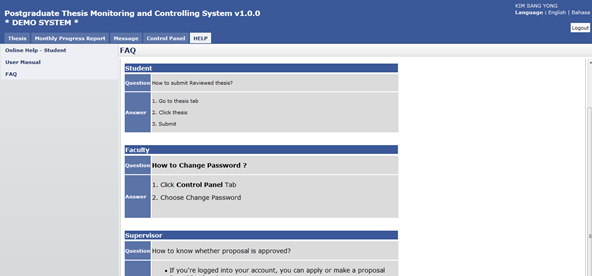 KIM SANG YONG
Postgraduate Thesis Monitoring and Controlling System v1.0.0
Language : English | Bahasa
* DEMO SYSTEM *
Logout
Thesis Monthly Progress Report Message Control Panel HELP
Online Help - Student
User Manual
FAQ
FAQ
Student
Question How to submit Reviewed thesis?
1. Go to thesis tab
Answer 2. Click thesis
3. Submit
Faculty
Question How to Change Password ?
1. Click Control Panel Tab
Answer 2. Choose Change Password
Supervisor
Question How to know whether proposal is approved?
• If you're logged into your account, you can apply or make a proposal